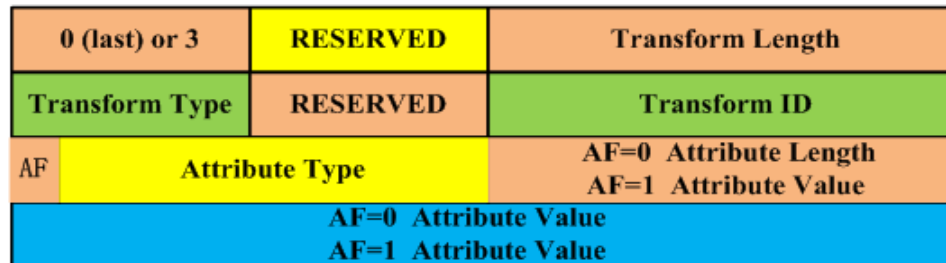 0 (last) or 3 RESERVED Transform Length
Transform Type RESERVED Transform ID
AF Attribute Type AF=0 Attribute Length
AF=1 Attribute Value
AF=0 Attribute Value
AF=1 Attribute Value